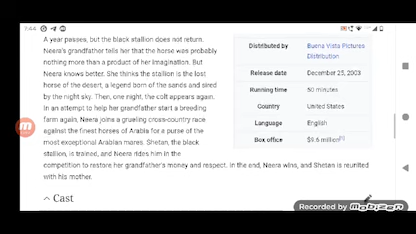 7:44
A year passes, but the black stallion does not return.
Neera's grandfather tells her that the horse was probably
nothing more than a product of her imagination. But
Neera knows better. She thinks the stallion is the lost
horse of the desert, a legend born of the sands and sired
by the night sky. Then, one night, the colt appears again.
In an attempt to help her grandfather start a breeding
farm again, Neera joins a grueling cross-country race
against the finest horses of Arabia for a purse of the
most exceptional Arabian mares. Shetan, the black
stallion, is trained, and Neera rides him in the
competition to restore her grandfather's money and respect. In the end, Neera wins, and Shetan is reunited
with his mother.
Distributed by Buena Vista Pictures
Distribution
Release date December 25, 2003
Running time 50 minutes
Country United States
Language English
Box office $9.6 million[1]
Cast
Recorded by Mobizen